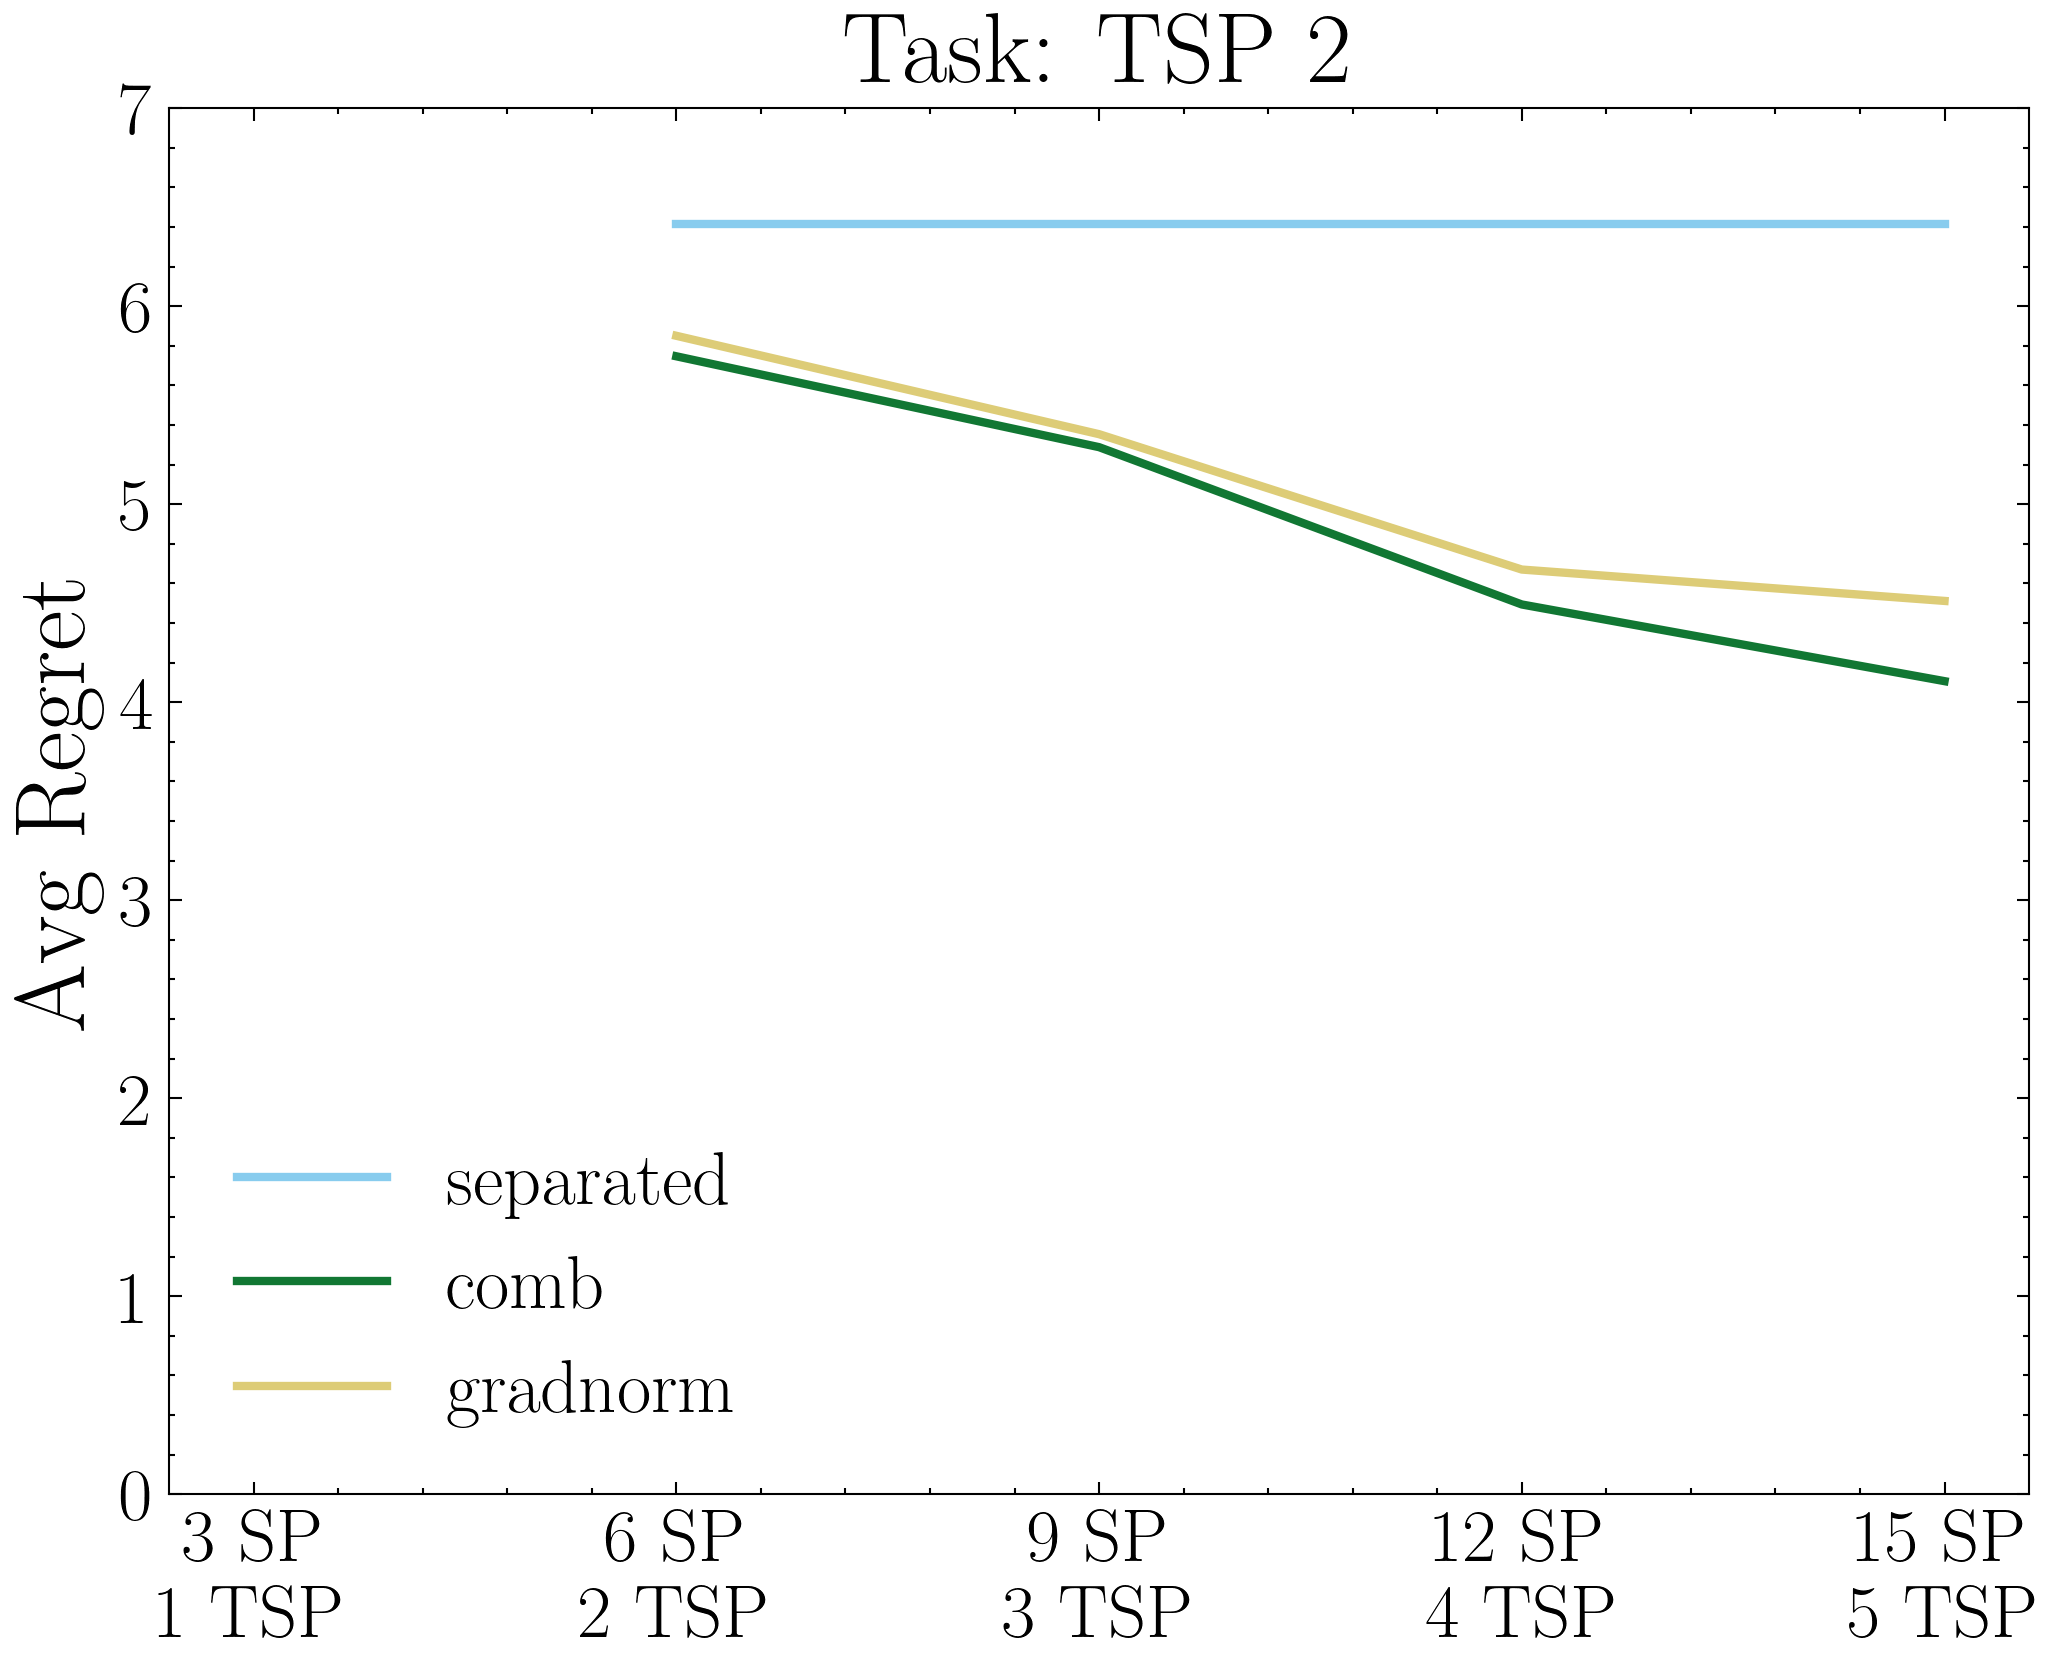 Task: TSP 2
Avg Regret
7
6
5
4
3
2
1
0
separated
comb
gradnorm
3 SP
1 TSP
6 SP
2 TSP
9 SP
3 TSP
12 SP
4 TSP
15 SP
5 TSP